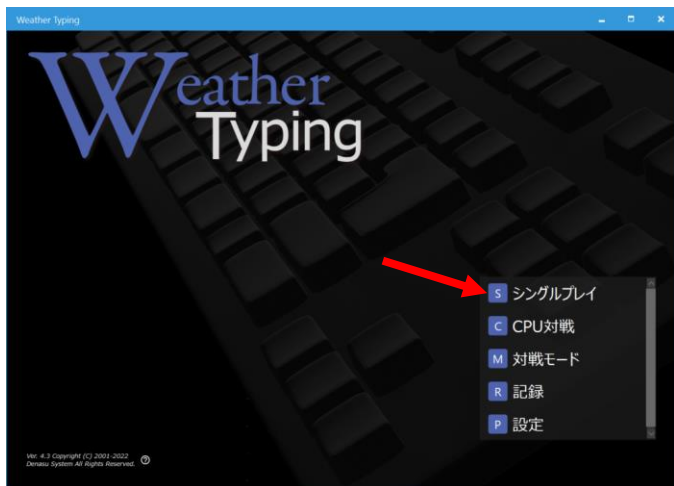 Weather Typing
Weather
Typing
S シングルプレイ
C CPU対戦
M 対戦モード
R 記録
P 設定
Ver. 4.3 Copyright (C) 2001-2022
Denasu System All Rights Reserved. ?